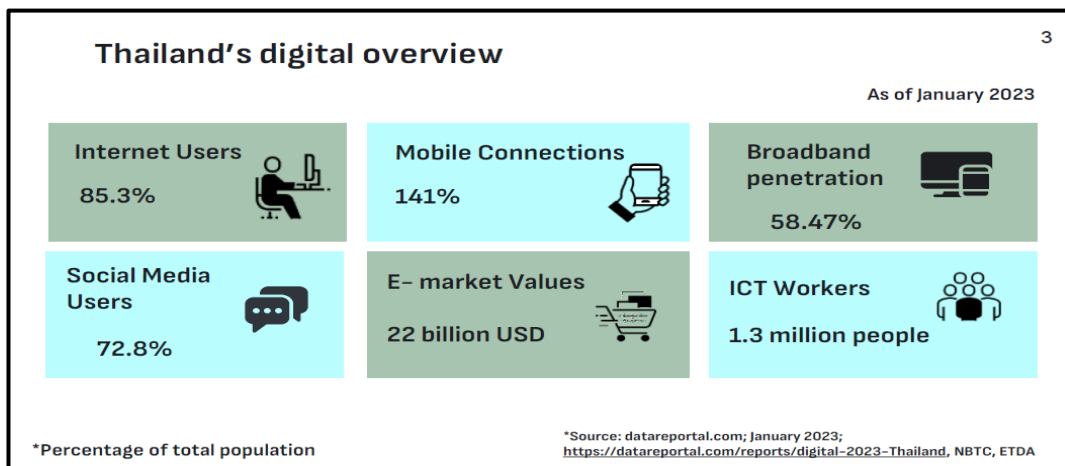 3
Thailand's digital overview
As of January 2023
Internet Users
85.3%
Mobile Connections
141%
Broadband
penetration
58.47%
Social Media
Users
72.8%
E- market Values
22 billion USD
ICT Workers
1.3 million people
*Percentage of total population
*Source: datareportal.com; January 2023;
https://datareportal.com/reports/digital-2023-Thailand, NBTC, ETDA